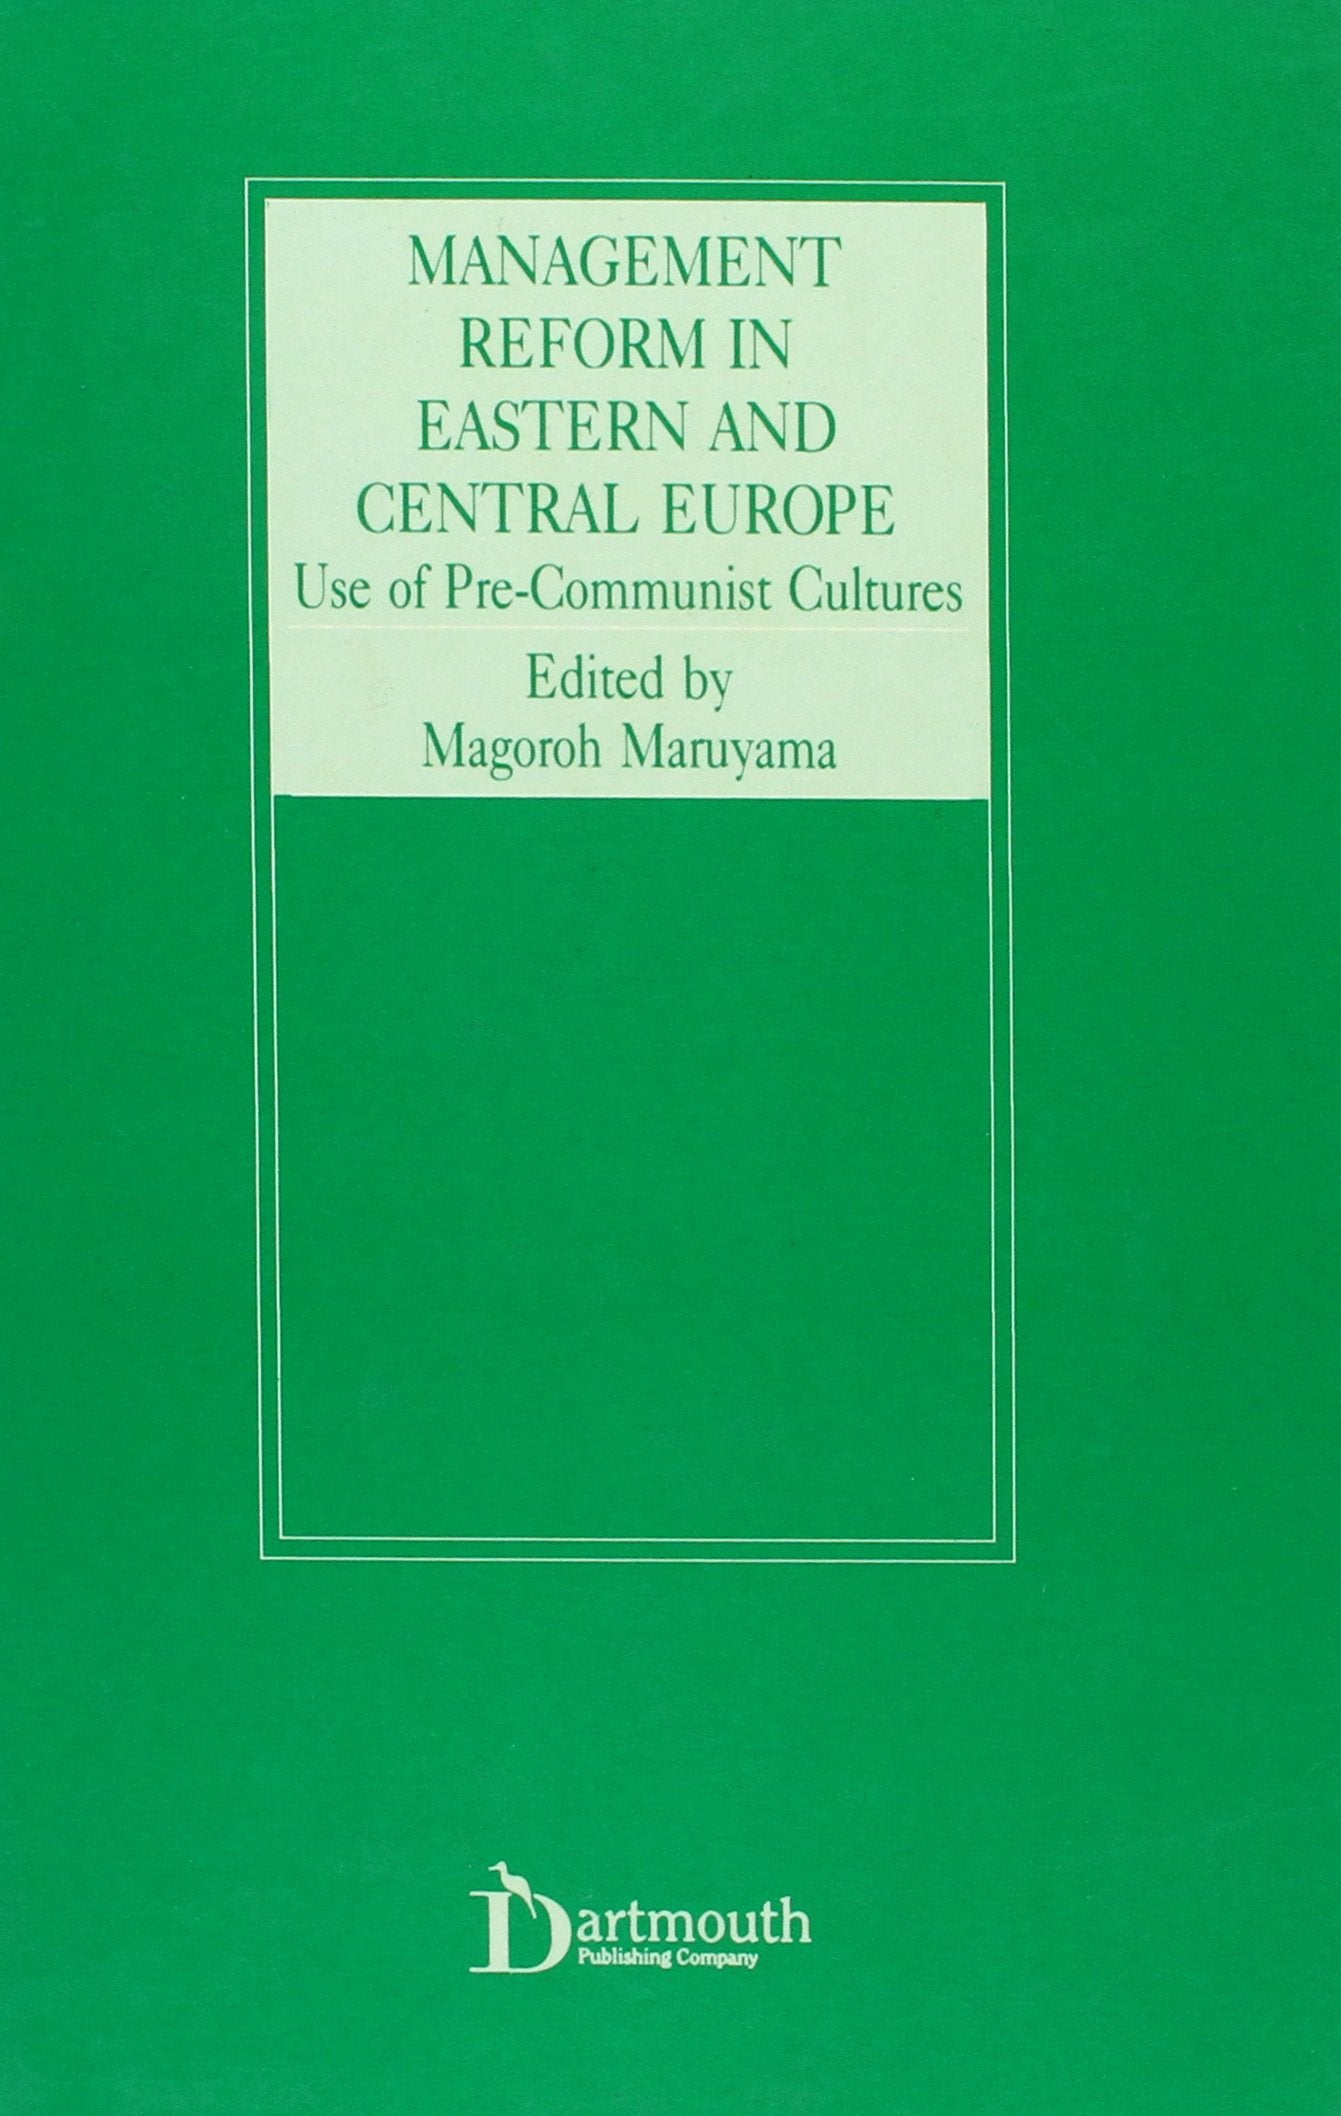 MANAGEMENT
REFORM IN
EASTERN AND
CENTRAL EUROPE
Use of Pre-Communist Cultures
Edited by
Magoroh Maruyama
Dartmouth
Publishing Company